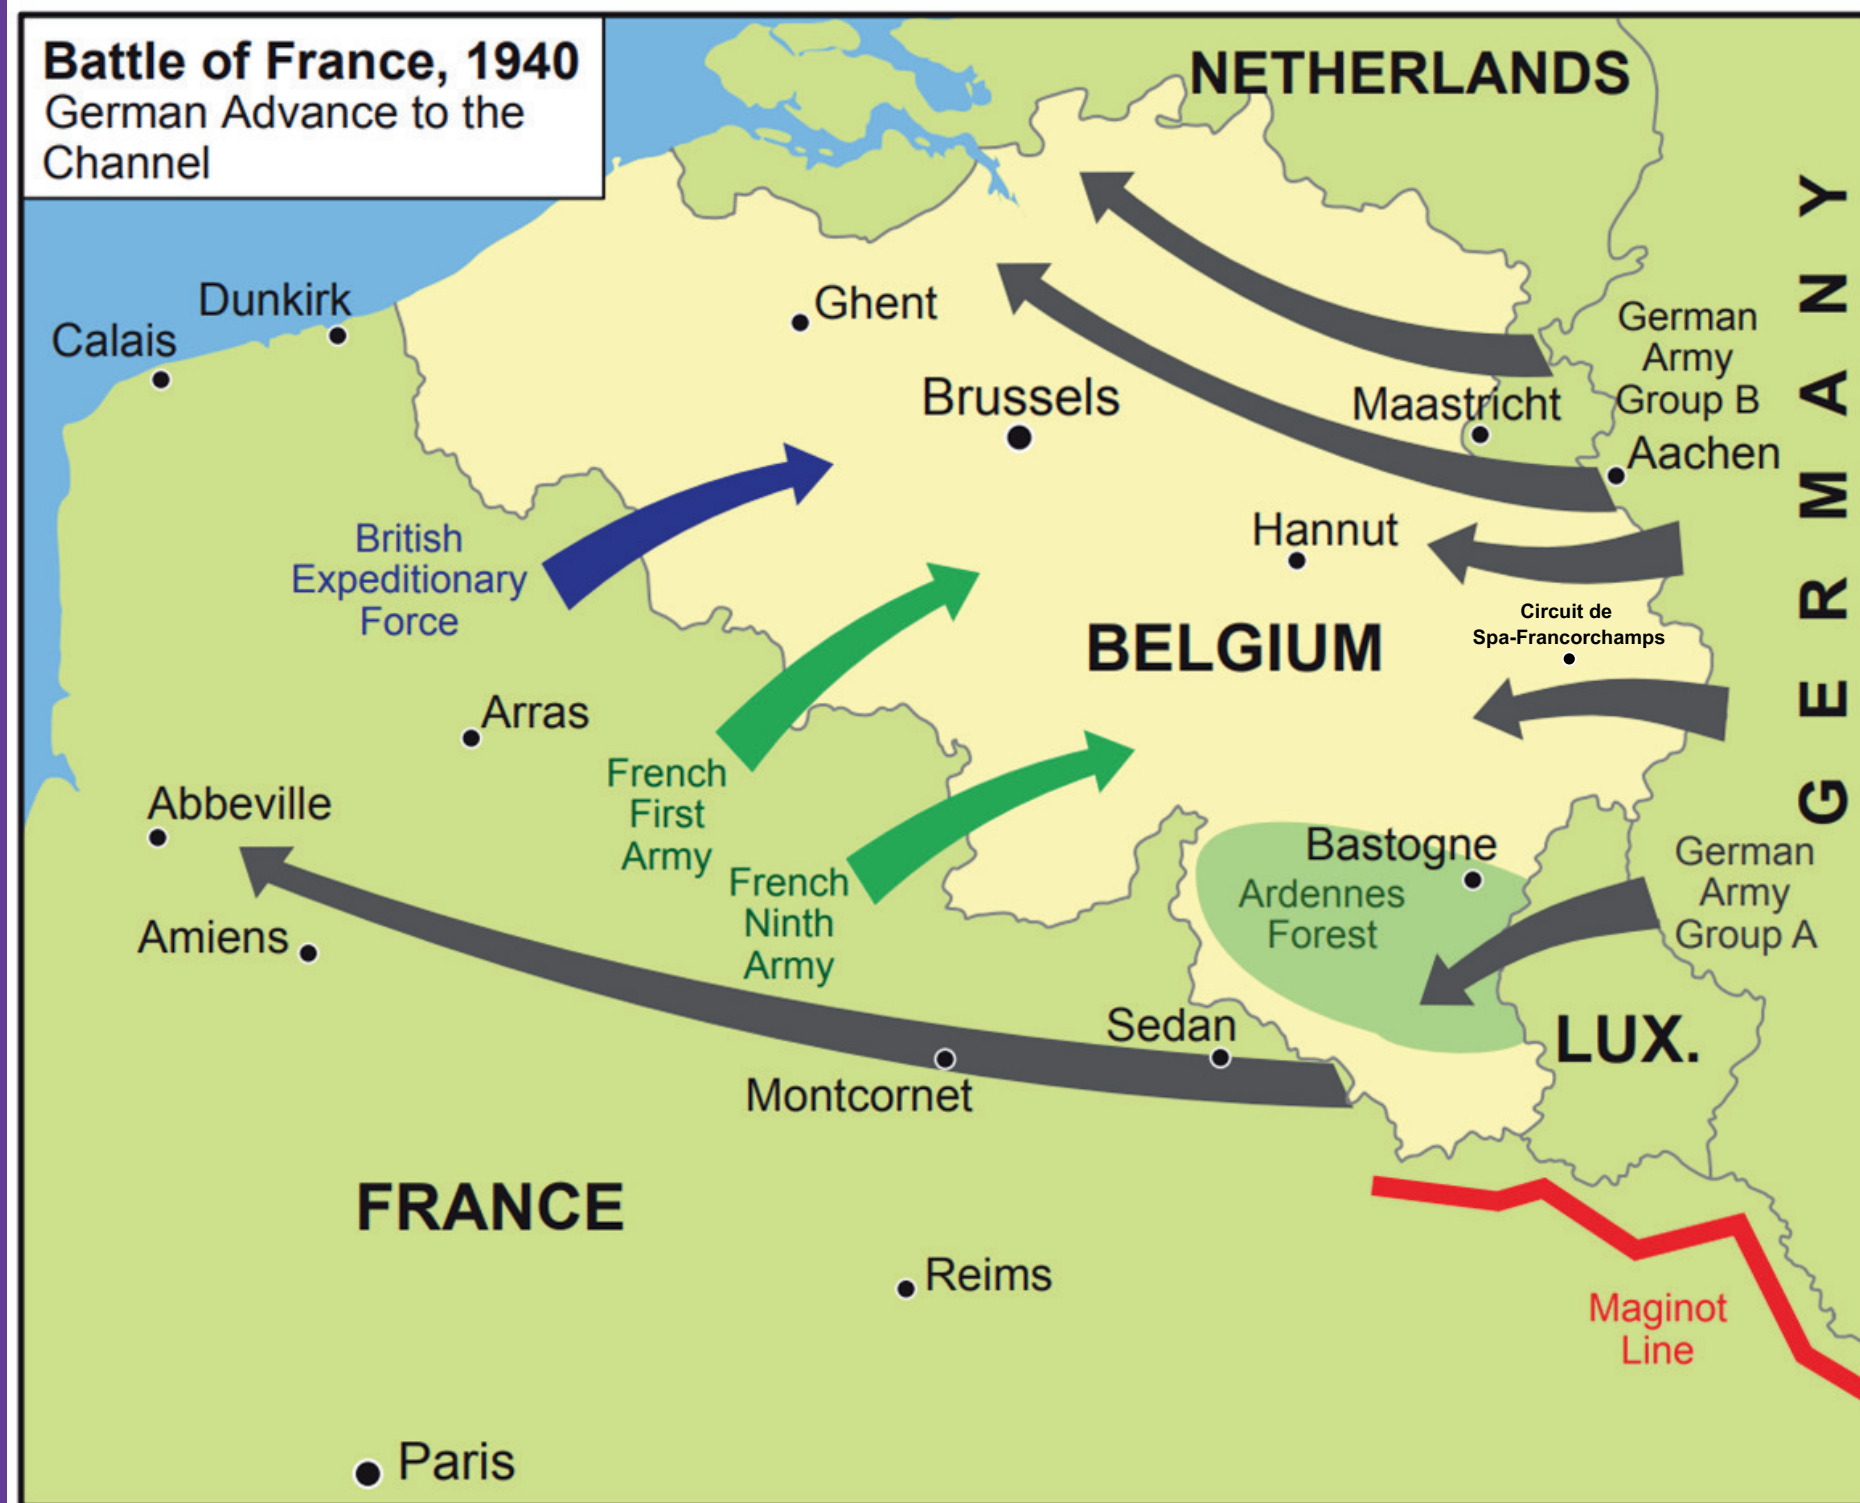 Battle of France, 1940
German Advance to the
Channel
NETHERLANDS
GERMANY
Dunkirk
Calais
Ghent
Brussels
German
Army
Group B
Maastricht
Aachen
Hannut
British
Expeditionary
Force
Circuit de
Spa-Francorchamps
BELGIUM
Arras
French
First
Army
Abbeville
French
Ninth
Army
Bastogne
Ardennes
Forest
German
Army
Group A
Amiens
Sedan
LUX.
Montcornet
FRANCE
Reims
Maginot
Line
Paris